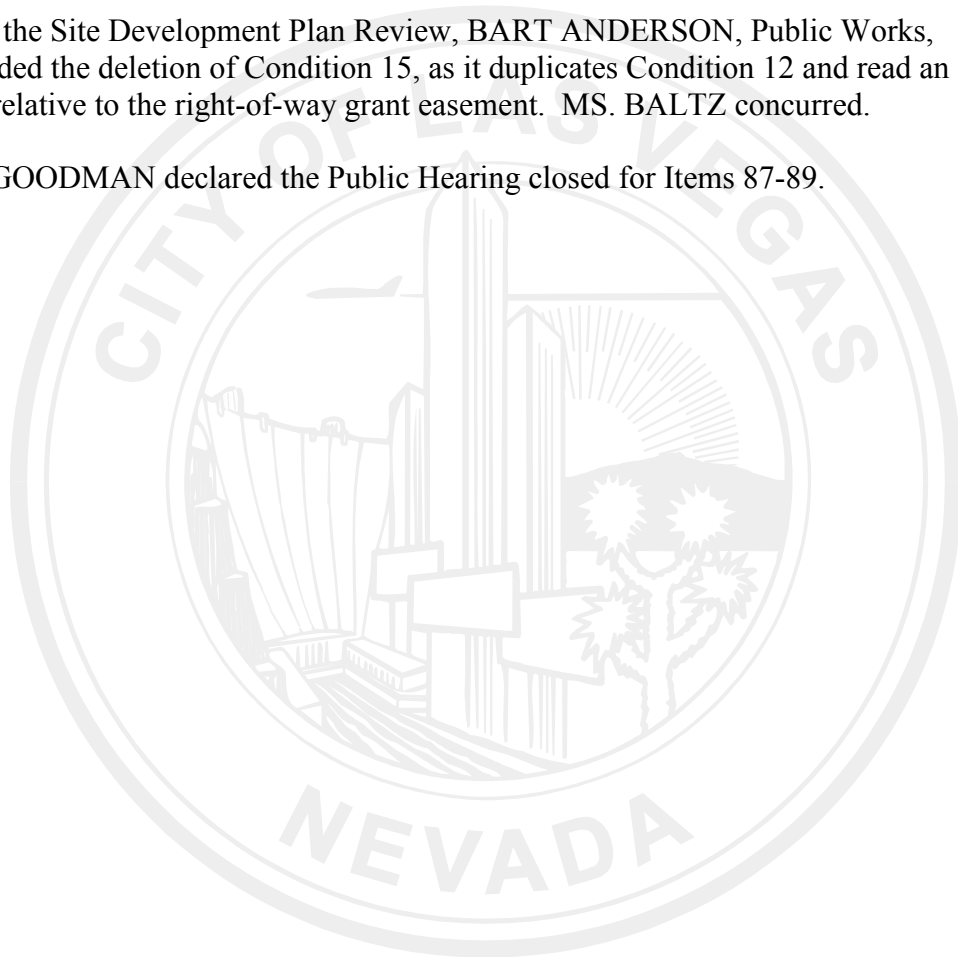 the Site Development Plan Review, BART ANDERSON, Public Works,
ded the deletion of Condition 15, as it duplicates Condition 12 and read an
relative to the right-of-way grant easement. MS. BALTZ concurred.
GOODMAN declared the Public Hearing closed for Items 87-89.
CITY OF LAS VEGAS
NEVADA